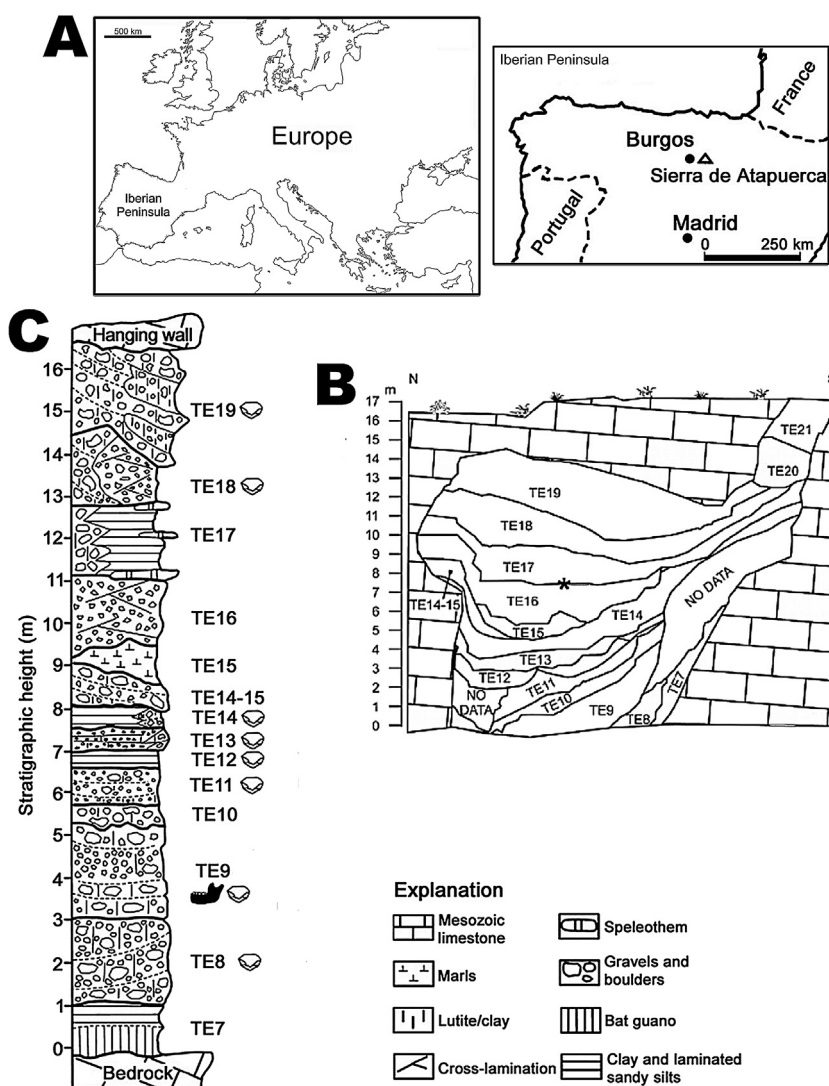 A
500 km
Europe
Iberian
Peninsula
Iberian Peninsula
France
Burgos
Sierra de Atapuerca
Portugal
Madrid
0 250 km
C
Hanging wall
Stratigraphic height (m)
16
15
14
13
12
11
10
9
8
7
6
5
4
3
2
1
0
TE19
TE18
TE17
TE16
TE15
TE14-15
TE14
TE13
TE12
TE11
TE10
TE9
TE8
TE7
Bedrock
B
m
N
17
16
15
14
13
12
11
10
9
8
7
6
5
4
3
2
1
0
TE21
TE20
TE19
TE18
TE17
*
TE16
NO DATA
TE14-15
TE15
TE14
TE13
TE12
TE11
NO
DATA
TE10
TE9
TE8
TE7
Explanation
Mesozoic
limestone
Marls
Lutite/clay
Cross-lamination
Speleothem
Gravels and
boulders
Bat guano
Clay and laminated
sandy silts